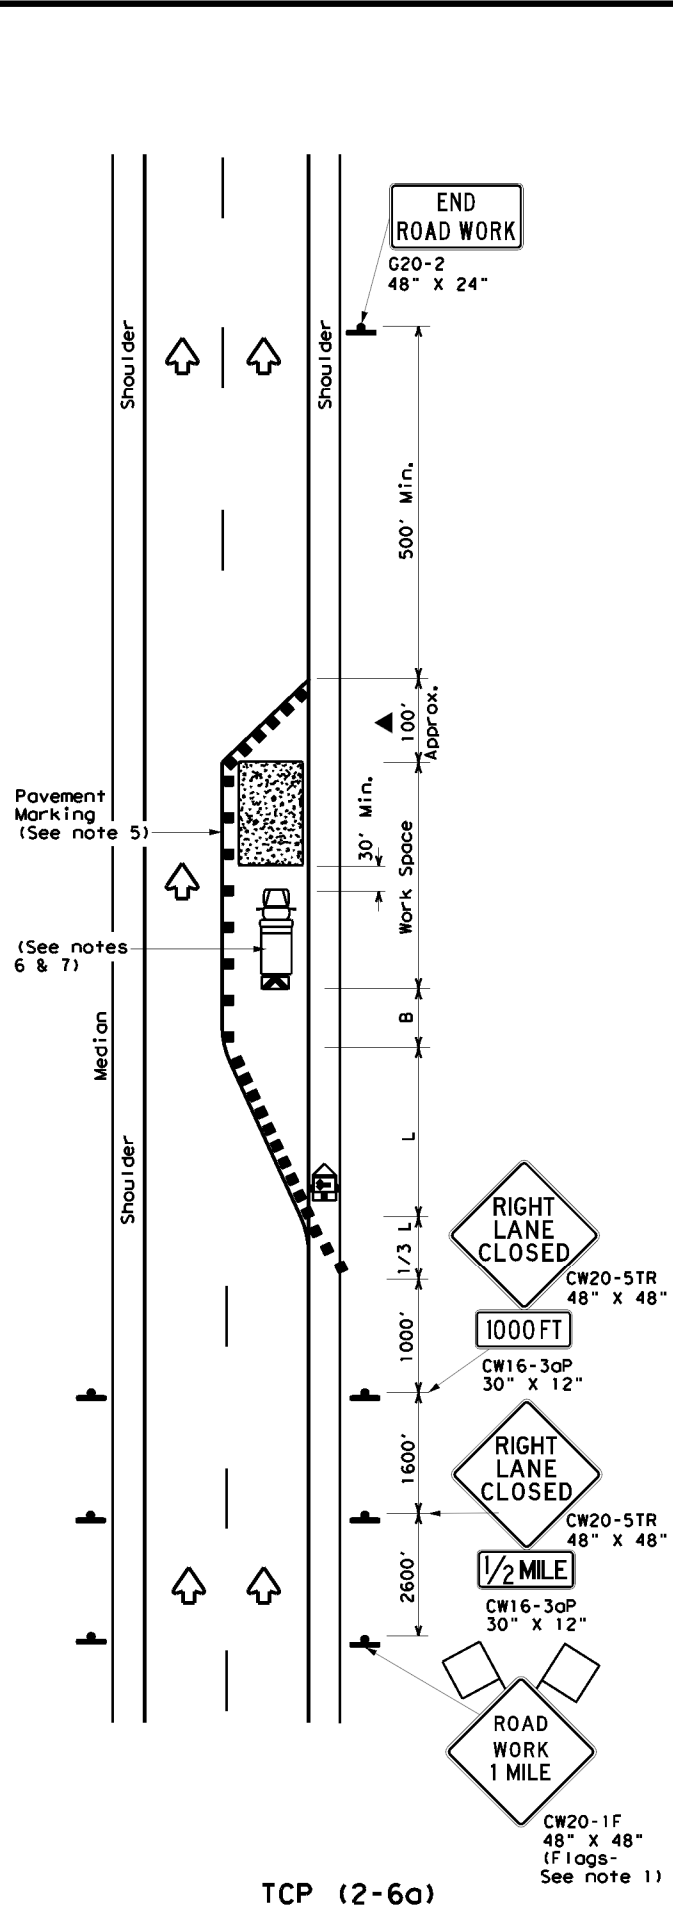 END
ROAD WORK
G20-2
48" X 24"
Shoulder
Shoulder
500' Min.
100'
Approx.
30' Min.
Pavement
Marking
(See note 5)
Work Space
(See notes
6 & 7)
B
Median
L
Shoulder
RIGHT
LANE
CLOSED
1/3 L
CW20-5TR
48" X 48"
1000 FT
1000'
CW16-3aP
30" X 12"
RIGHT
LANE
CLOSED
1600'
CW20-5TR
48" X 48"
1/2 MILE
2600'
CW16-3aP
30" X 12"
ROAD
WORK
1 MILE
CW20-1F
48" X 48"
(Flags-
See note 1)
TCP (2-6a)